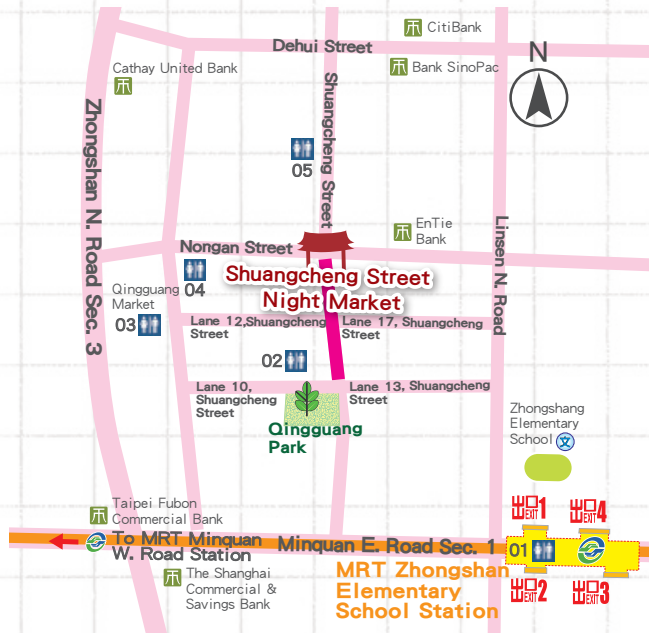 CitiBank
Dehui Street
Bank SinoPac
N
Cathay United Bank
Zhongshan N. Road Sec. 3
Shuangcheng Street
05
EnTie
Bank
Linsen N. Road
Nongan Street
Shuangcheng Street
Night Market
04
Qingguang
Market
03
Lane 12,Shuangcheng
Street
Lane 17, Shuangcheng
Street
02
Lane 10,
Shuangcheng
Street
Lane 13, Shuangcheng
Street
Qingguang
Park
Zhongshang
Elementary
School
文
Taipei Fubon
Commercial Bank
出口1
EXIT
出口4
EXIT
To MRT Minquan
W. Road Station
Minquan E. Road Sec. 1
01
The Shanghai
Commercial &
Savings Bank
MRT Zhongshan
Elementary
School Station
出口2
EXIT
出口3
EXIT